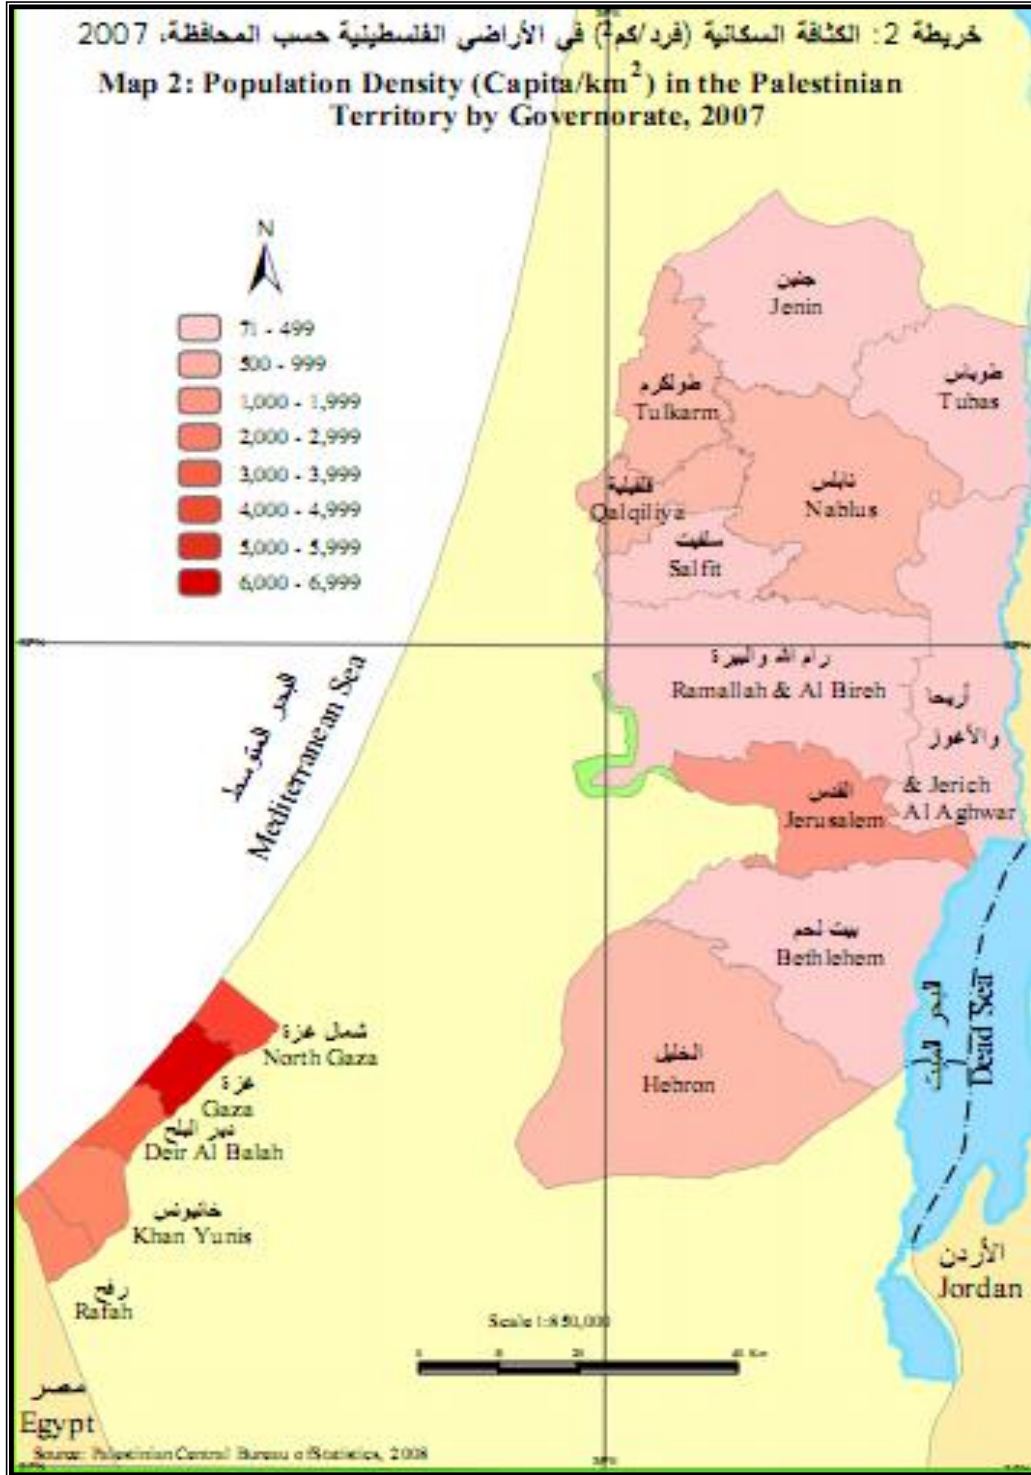 خريطة 2: الكثافة السكانية (فرد/كم²) في الأراضي الفلسطينية حسب المحافظة، 2007
Map 2: Population Density (Capita/km²) in the Palestinian
Territory by Governorate, 2007
N
71 - 499
500 - 999
1,000 - 1,999
2,000 - 2,999
3,000 - 3,999
4,000 - 4,999
5,000 - 5,999
6,000 - 6,999
جنين
Jenin
طوباس
Tubas
طولكرم
Tulkarm
نابلس
Nablus
قلقيلية
Qalqiliya
سلفيت
Salfit
رام الله والبيرة
Ramallah & Al Bireh
أريحا
والأغوار
& Jerich
Al Aghwar
القدس
Jerusalem
بيت لحم
Bethlehem
الخليل
Hebron
البحر المتوسط
Mediterranean Sea
البحر الميت
Dead Sea
شمال غزة
North Gaza
غزة
Gaza
دير البلح
Deir Al Balah
خانيونس
Khan Yunis
رفح
Rafah
الأردن
Jordan
مصر
Egypt
Scale 1:850,000
Source: Palestinian Central Bureau of Statistics, 2008